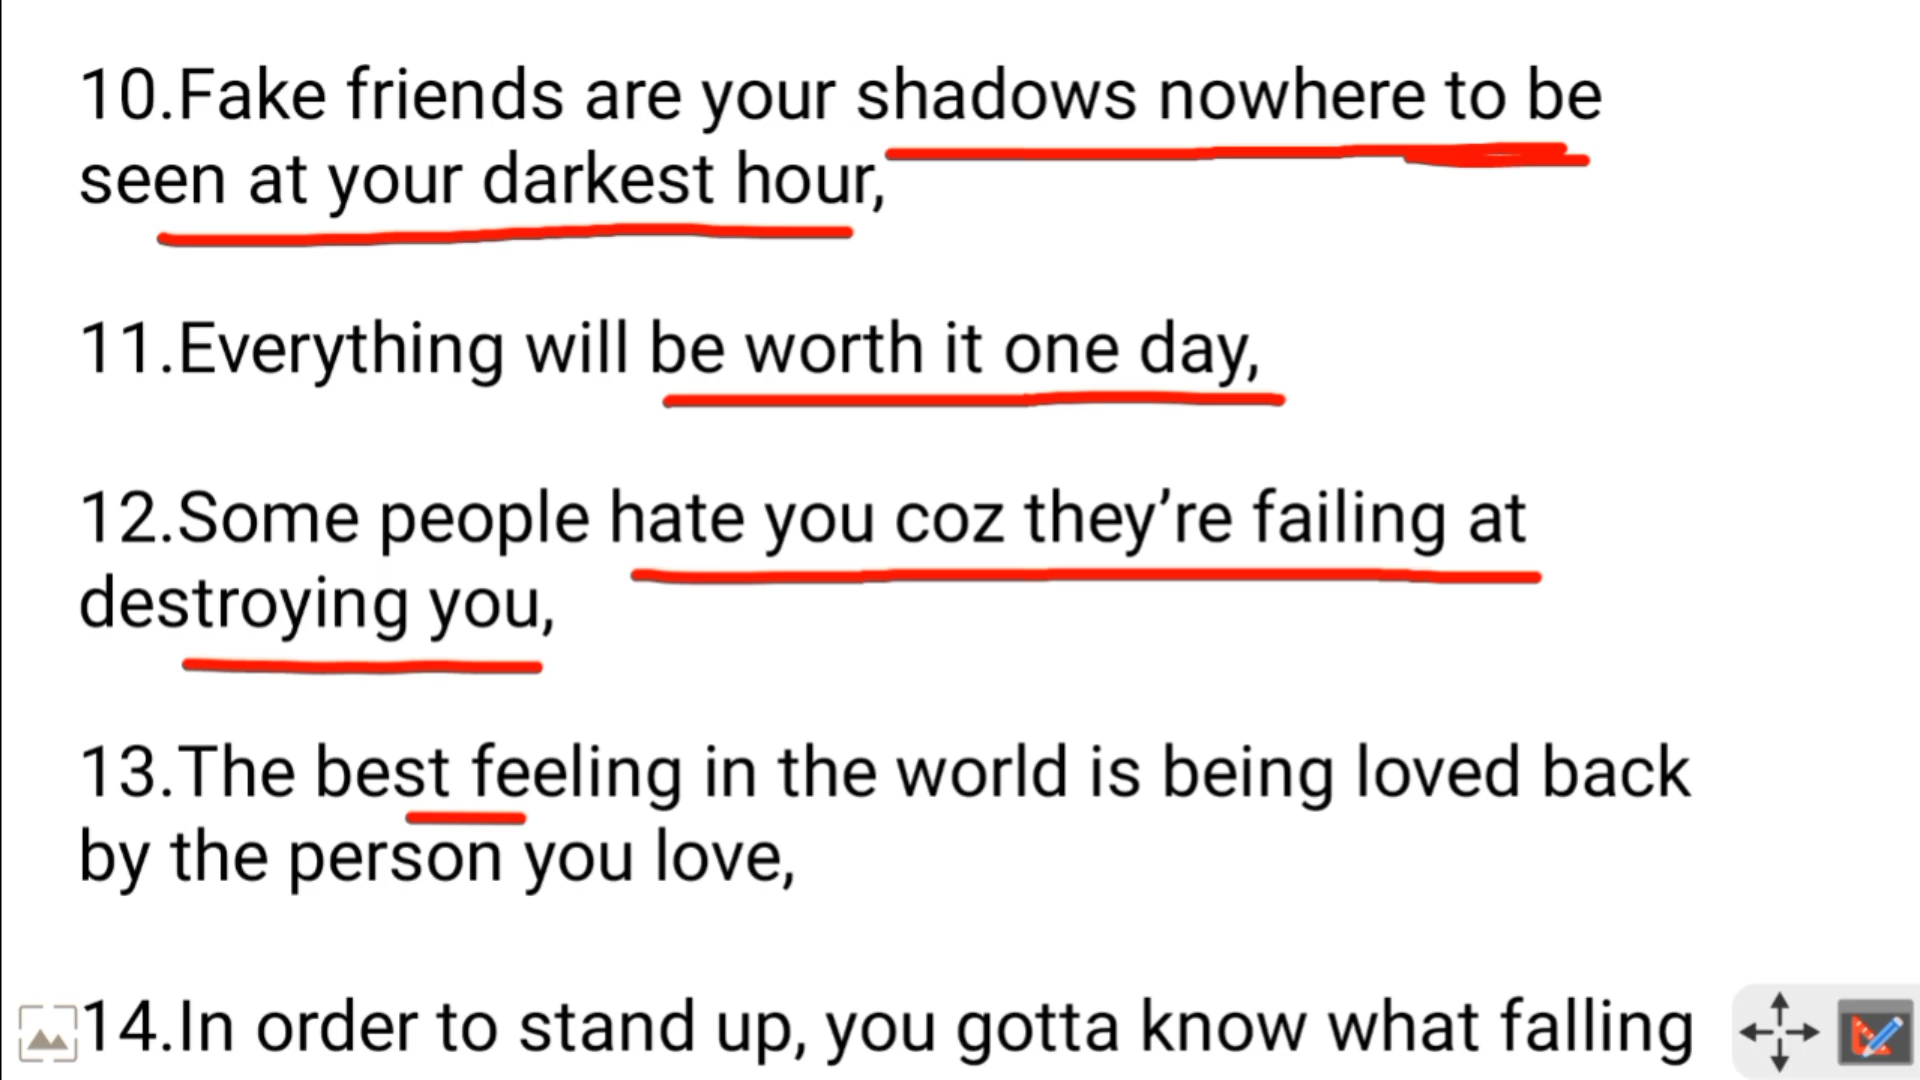 10.Fake friends are your shadows nowhere to be
seen at your darkest hour,
11.Everything will be worth it one day,
12.Some people hate you coz they’re failing at
destroying you,
13.The best feeling in the world is being loved back
by the person you love,
14.In order to stand up, you gotta know what falling